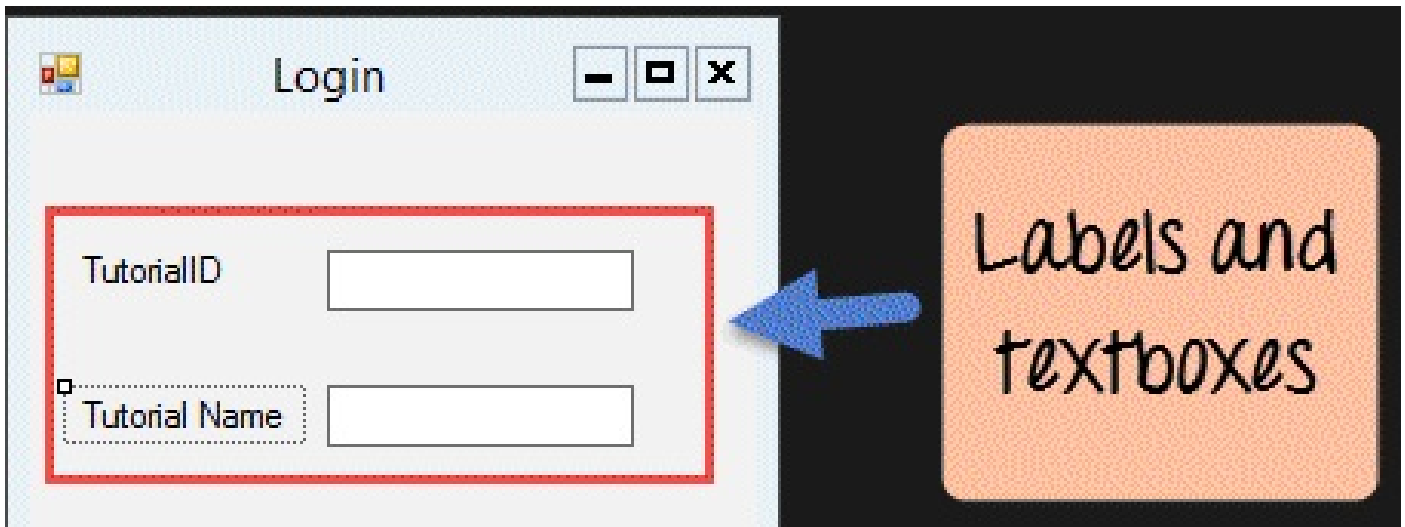 Login
TutorialID
Tutorial Name
Labels and
textboxes